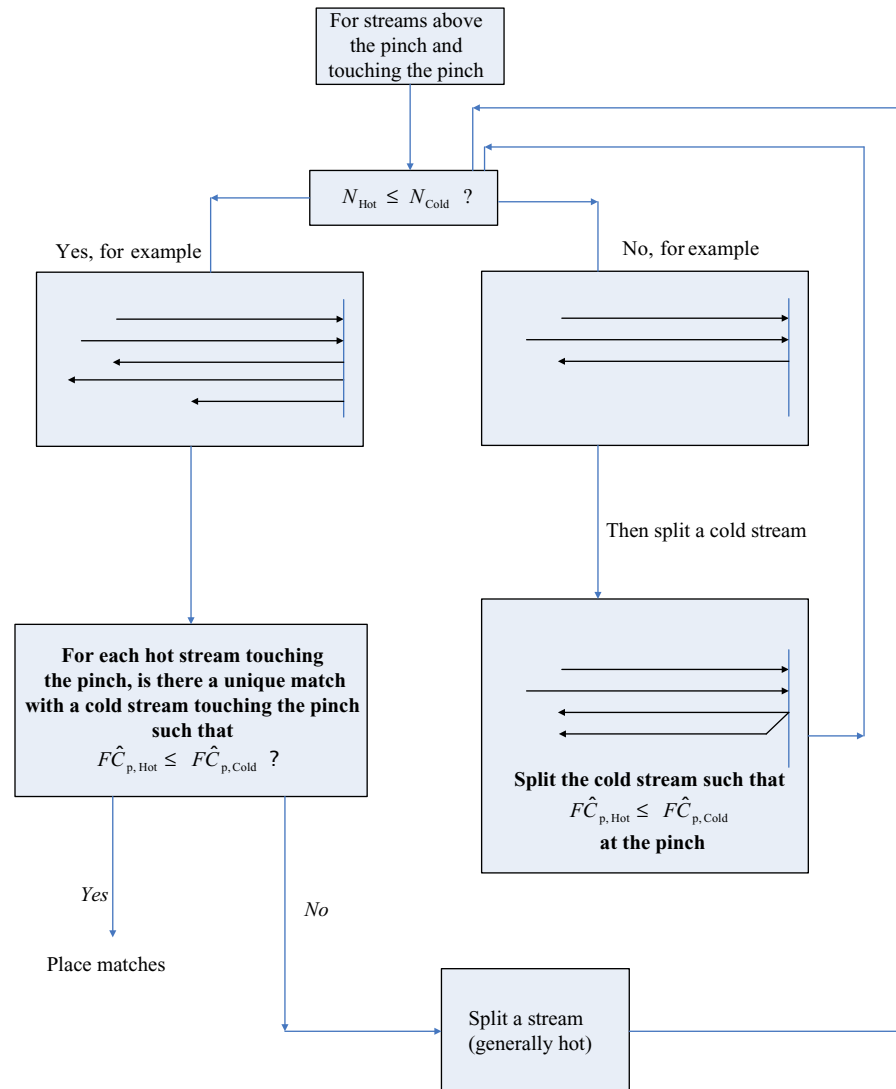 For streams above
the pinch and
touching the pinch
N_Hot ≤ N_Cold ?
Yes, for example
No, for example
Then split a cold stream
For each hot stream touching
the pinch, is there a unique match
with a cold stream touching the pinch
such that
FĈ_p, Hot ≤ FĈ_p, Cold ?
Split the cold stream such that
FĈ_p, Hot ≤ FĈ_p, Cold
at the pinch
Yes
No
Place matches
Split a stream
(generally hot)